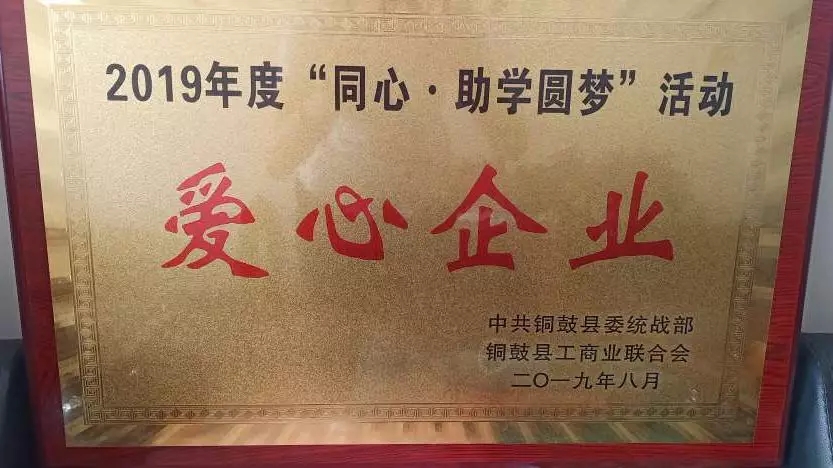 2019年度“同心·助学圆梦”活动
爱心企业
中共铜鼓县委统战部
铜鼓县工商业联合会
二〇一九年八月